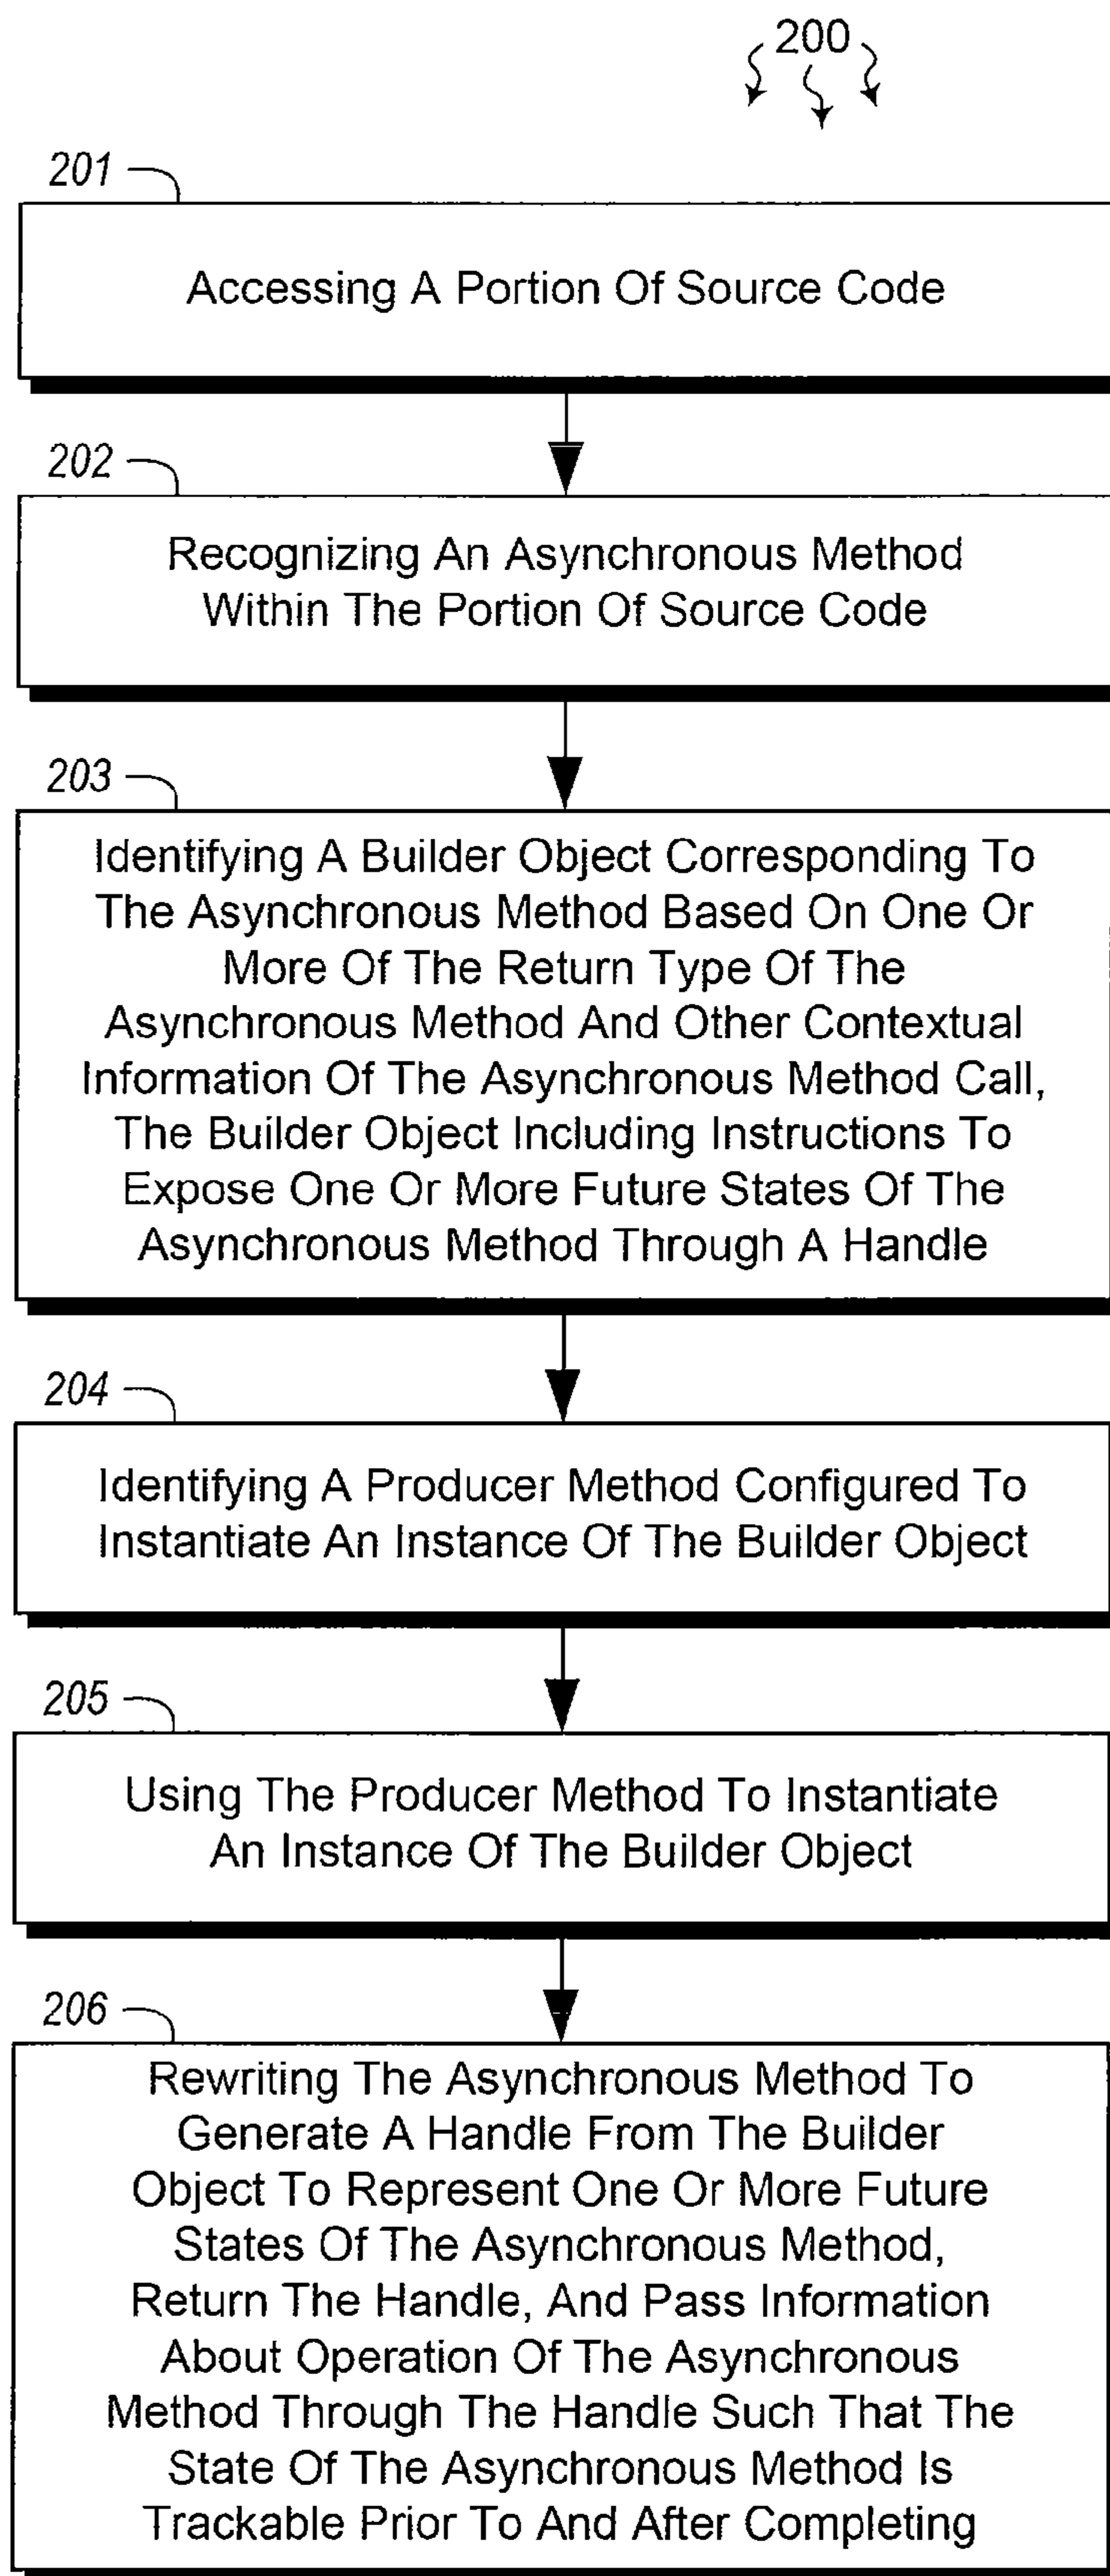 200
201
Accessing A Portion Of Source Code
202
Recognizing An Asynchronous Method
Within The Portion Of Source Code
203
Identifying A Builder Object Corresponding To
The Asynchronous Method Based On One Or
More Of The Return Type Of The
Asynchronous Method And Other Contextual
Information Of The Asynchronous Method Call,
The Builder Object Including Instructions To
Expose One Or More Future States Of The
Asynchronous Method Through A Handle
204
Identifying A Producer Method Configured To
Instantiate An Instance Of The Builder Object
205
Using The Producer Method To Instantiate
An Instance Of The Builder Object
206
Rewriting The Asynchronous Method To
Generate A Handle From The Builder
Object To Represent One Or More Future
States Of The Asynchronous Method,
Return The Handle, And Pass Information
About Operation Of The Asynchronous
Method Through The Handle Such That The
State Of The Asynchronous Method Is
Trackable Prior To And After Completing